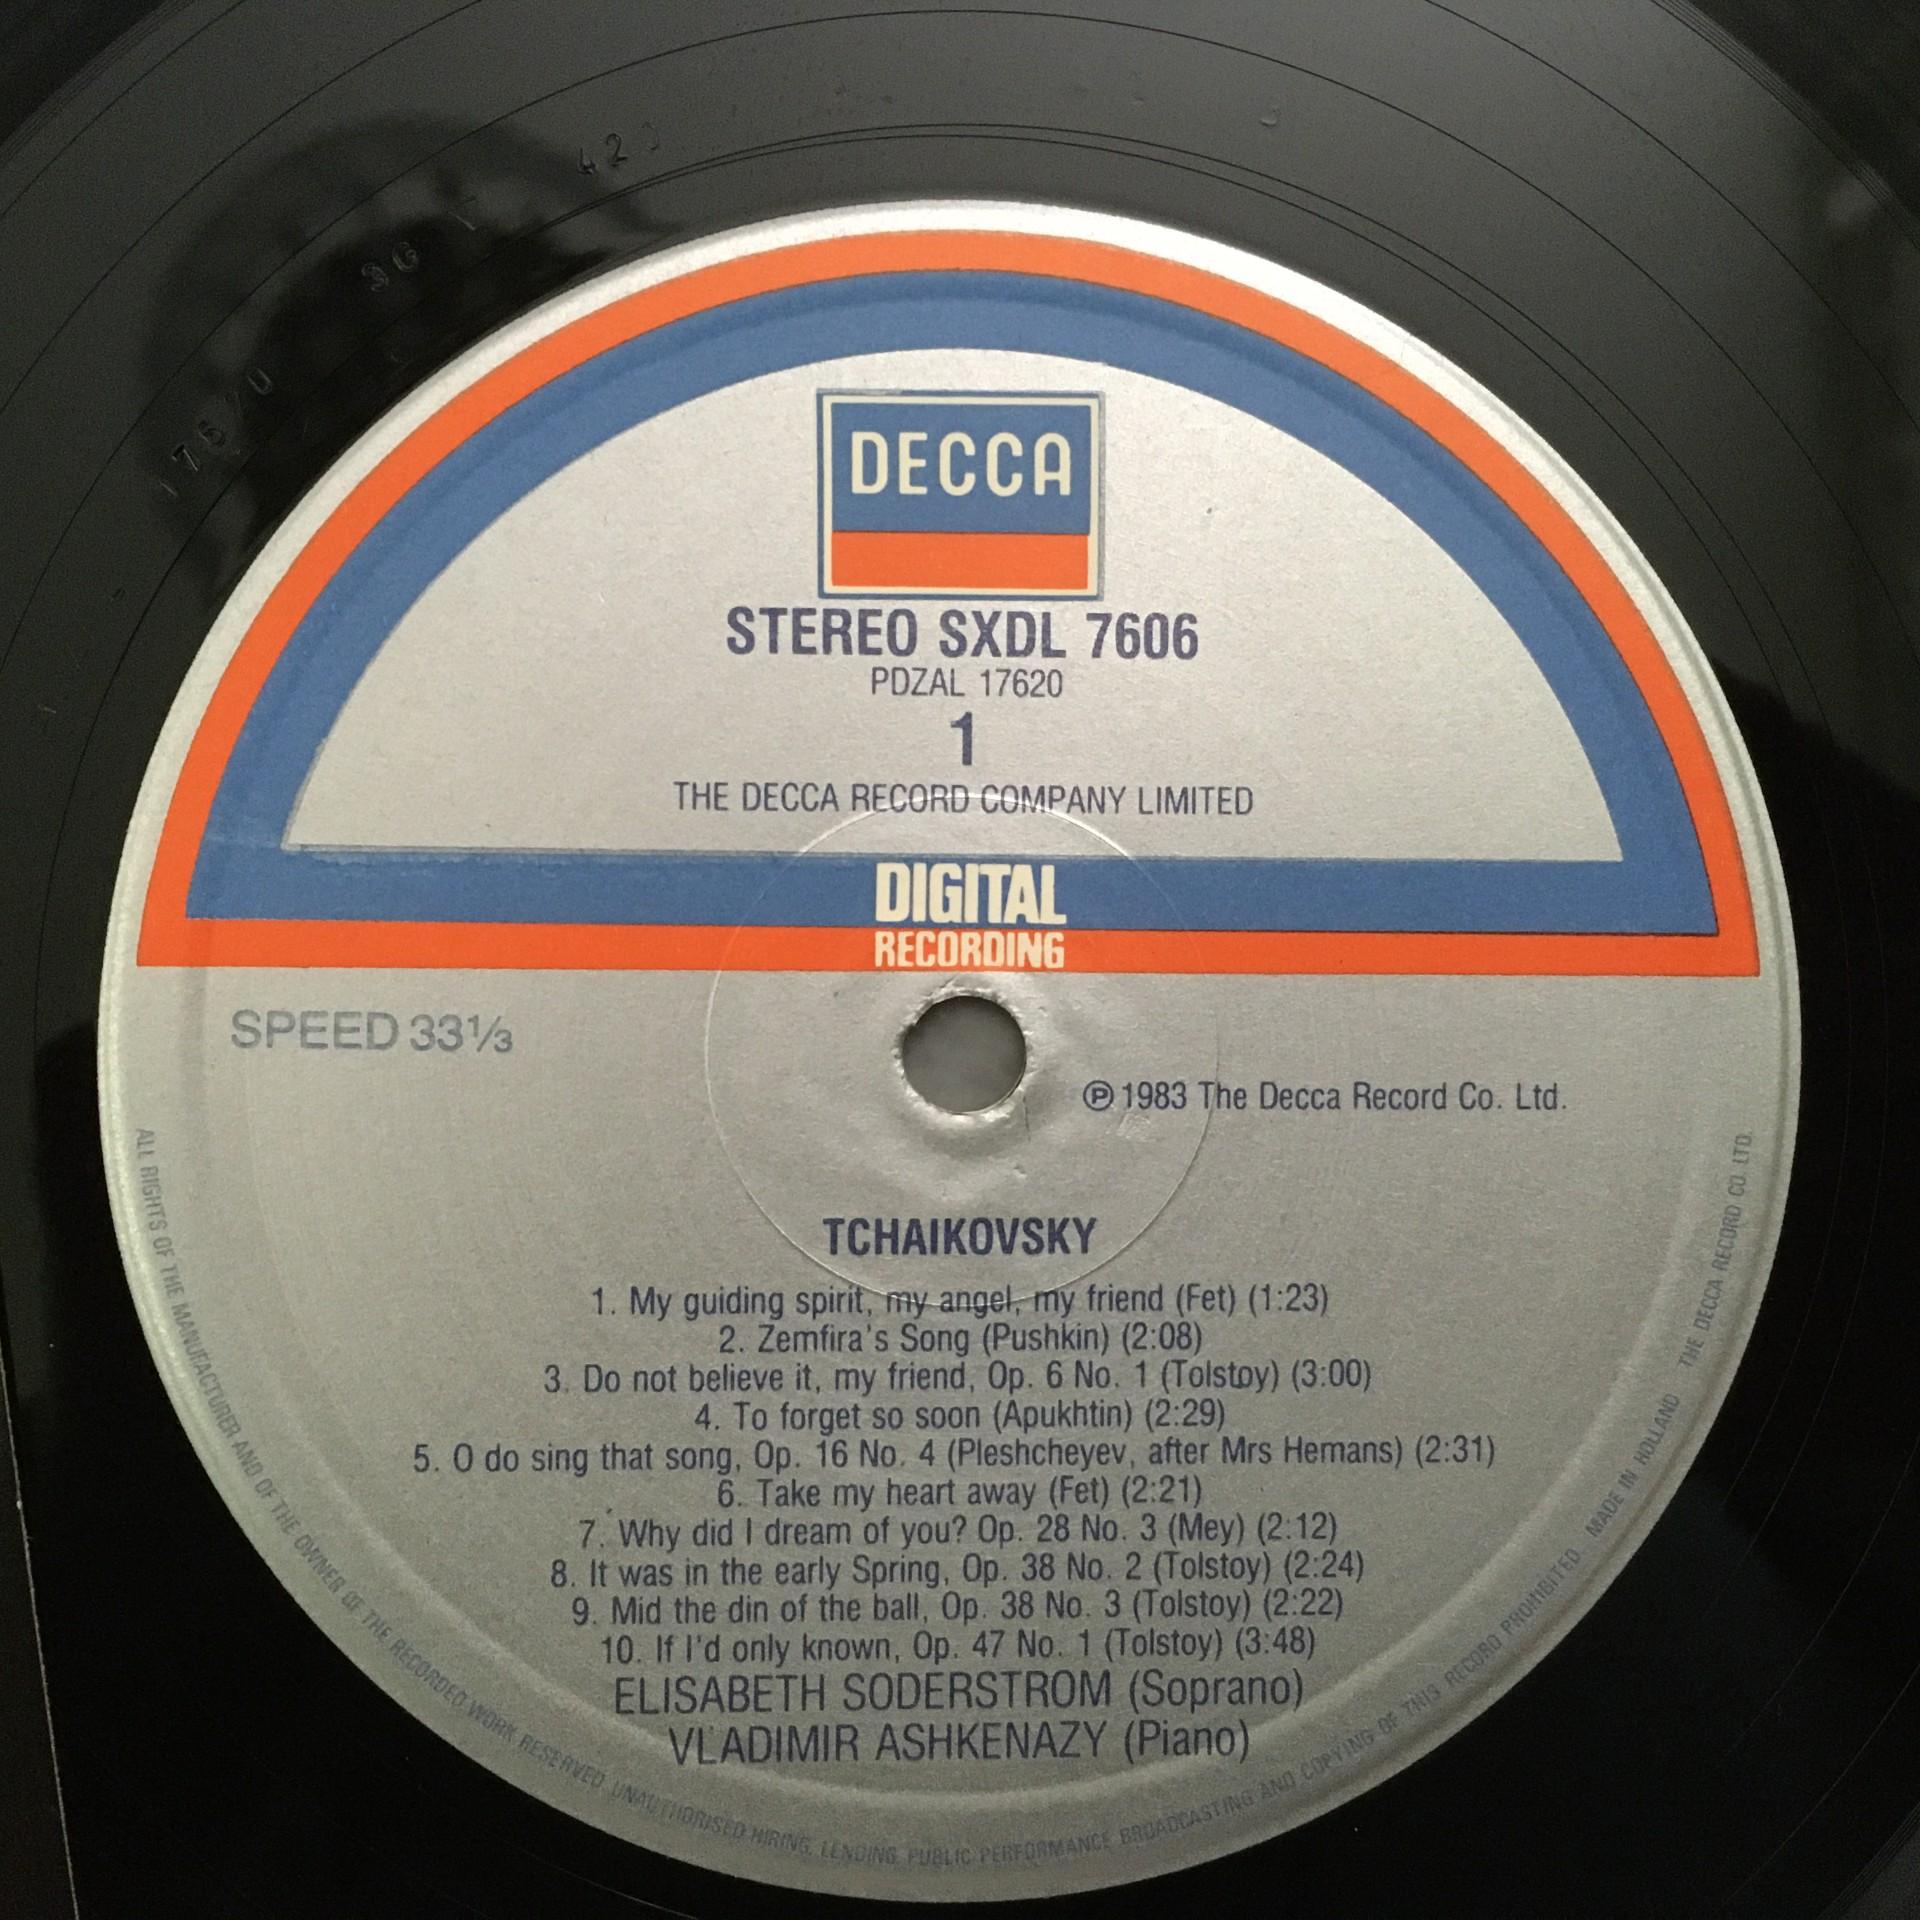 42
3G
17620
DECCA
STEREO SXDL 7606
PDZAL 17620
1
THE DECCA RECORD COMPANY LIMITED
DIGITAL
RECORDING
SPEED 33⅓
℗ 1983 The Decca Record Co. Ltd.
TCHAIKOVSKY
1. My guiding spirit, my angel, my friend (Fet) (1:23)
2. Zemfira's Song (Pushkin) (2:08)
3. Do not believe it, my friend, Op. 6 No. 1 (Tolstoy) (3:00)
4. To forget so soon (Apukhtin) (2:29)
5. O do sing that song, Op. 16 No. 4 (Pleshcheyev, after Mrs Hemans) (2:31)
6. Take my heart away (Fet) (2:21)
7. Why did I dream of you? Op. 28 No. 3 (Mey) (2:12)
8. It was in the early Spring, Op. 38 No. 2 (Tolstoy) (2:24)
9. Mid the din of the ball, Op. 38 No. 3 (Tolstoy) (2:22)
10. If I'd only known, Op. 47 No. 1 (Tolstoy) (3:48)
ELISABETH SODERSTROM (Soprano)
VLADIMIR ASHKENAZY (Piano)
ALL RIGHTS OF THE MANUFACTURER AND OF THE OWNER OF THE RECORDED WORK RESERVED. UNAUTHORISED HIRING, LENDING, PUBLIC PERFORMANCE, BROADCASTING AND COPYING OF THIS RECORD PROHIBITED. MADE IN HOLLAND THE DECCA RECORD CO. LTD.